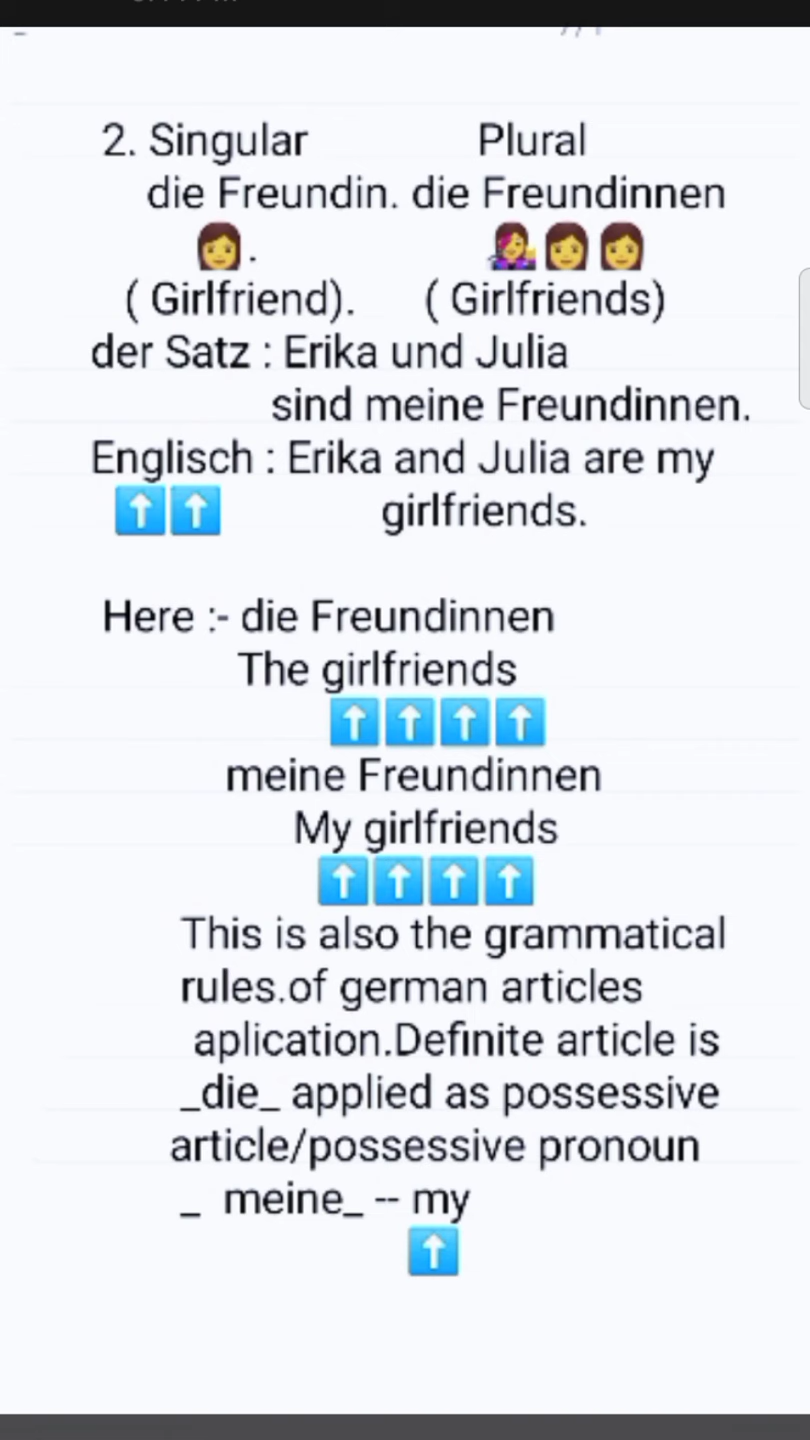 2. Singular Plural
die Freundin. die Freundinnen
👩. 👩‍🎤👩👩
( Girlfriend). ( Girlfriends)
der Satz : Erika und Julia
sind meine Freundinnen.
Englisch : Erika and Julia are my
⬆️⬆️ girlfriends.
Here :- die Freundinnen
The girlfriends
⬆️⬆️⬆️⬆️
meine Freundinnen
My girlfriends
⬆️⬆️⬆️⬆️
This is also the grammatical
rules.of german articles
aplication.Definite article is
_die_ applied as possessive
article/possessive pronoun
_ meine_ -- my
⬆️